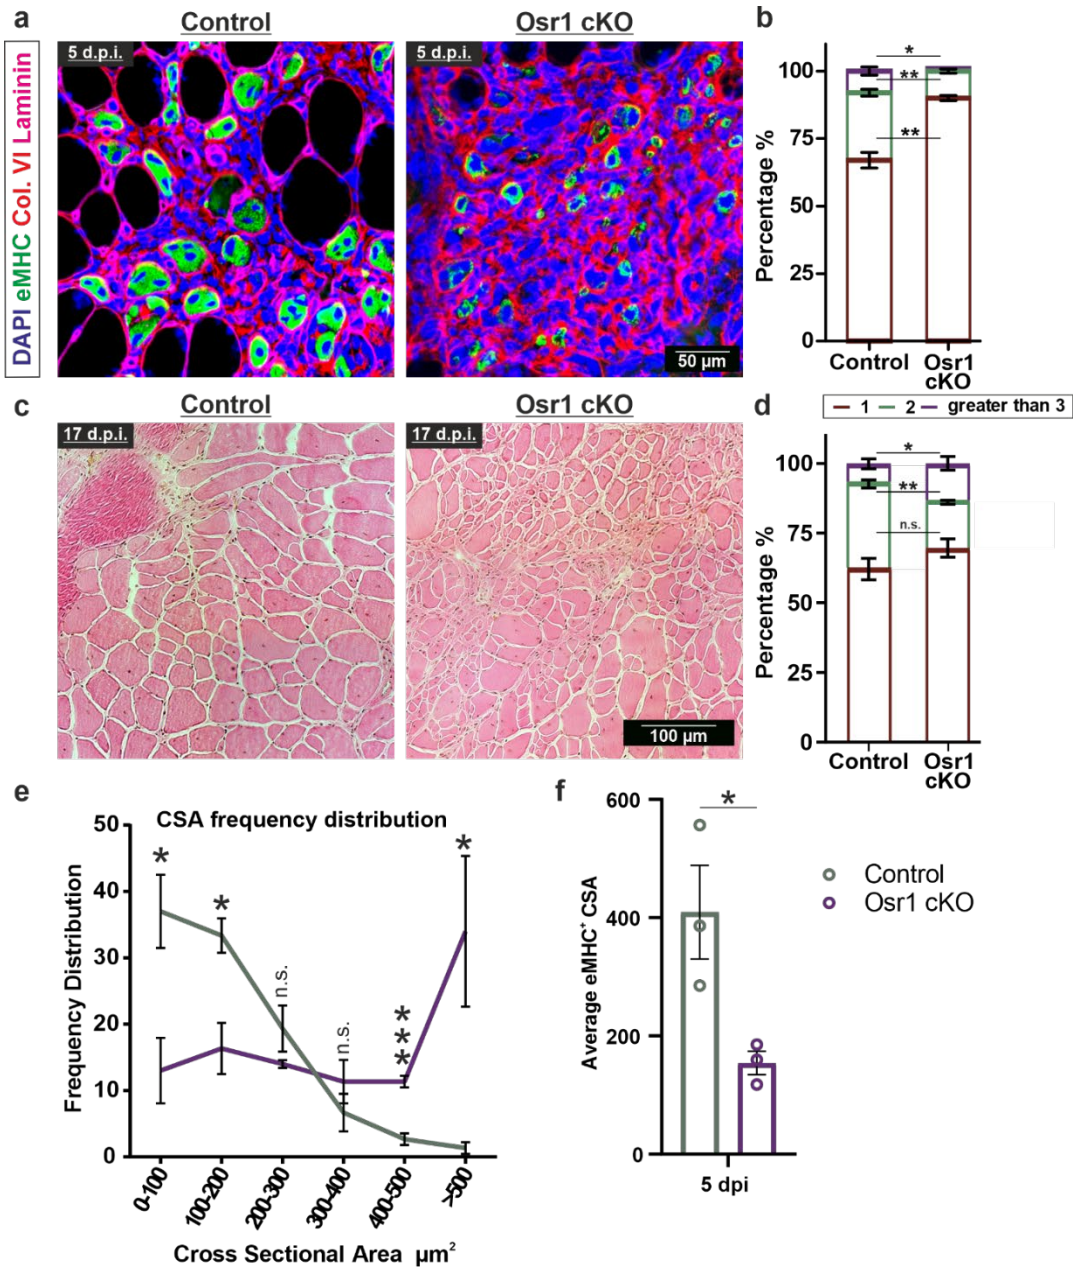 a
Control
Osr1 cKO
DAPI eMHC Col. VI Laminin
5 d.p.i.
5 d.p.i.
50 µm
b
Percentage %
100
75
50
25
0
*
**
**
Control
Osr1 cKO
1 2 greater than 3
c
Control
Osr1 cKO
17 d.p.i.
17 d.p.i.
100 µm
d
Percentage %
100
75
50
25
0
*
**
n.s.
Control
Osr1 cKO
e
CSA frequency distribution
Frequency Distribution
50
40
30
20
10
0
*
*
n.s.
n.s.
***
*
0-100
100-200
200-300
300-400
400-500
>500
Cross Sectional Area µm²
f
Average eMHC⁺ CSA
600
400
200
0
*
5 dpi
Control
Osr1 cKO